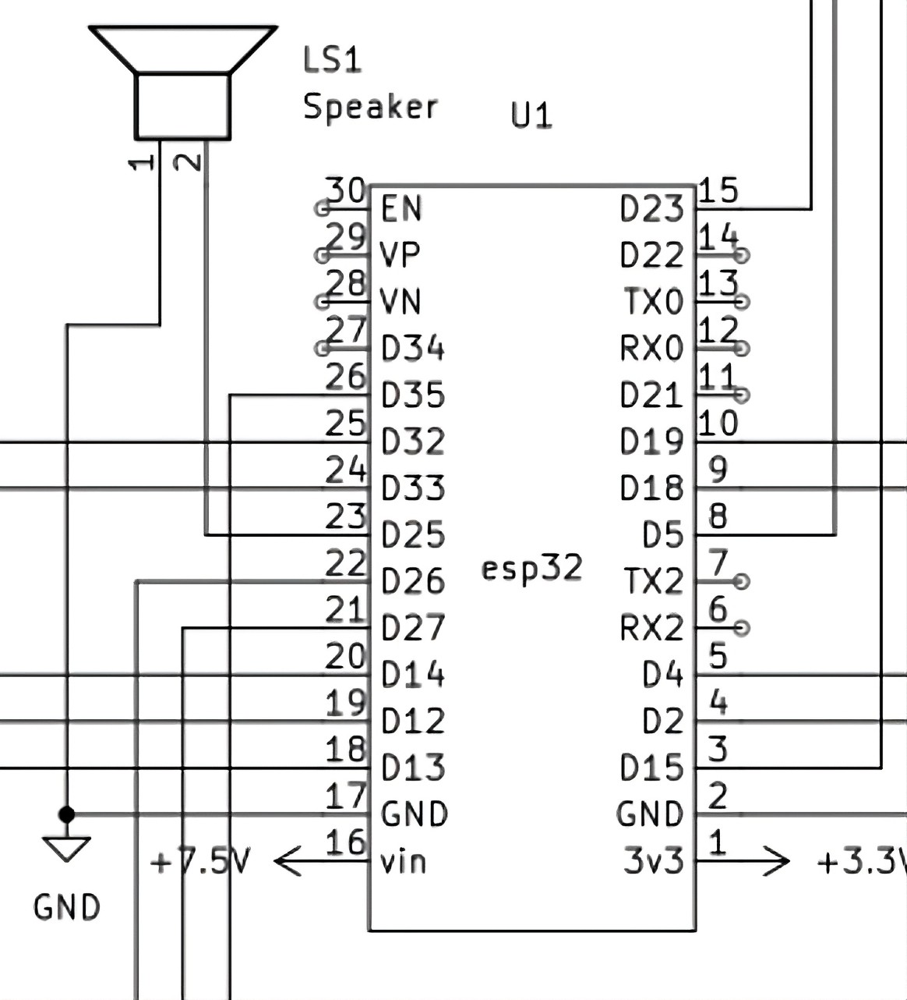 LS1
Speaker
U1
1 2
30 EN D23 15
29 VP D22 14
28 VN TX0 13
27 D34 RX0 12
26 D35 D21 11
25 D32 D19 10
24 D33 D18 9
23 D25 D5 8
esp32
22 D26 TX2 7
21 D27 RX2 6
20 D14 D4 5
19 D12 D2 4
18 D13 D15 3
17 GND GND 2
+7.5V 16 vin 3v3 1 +3.3V
GND